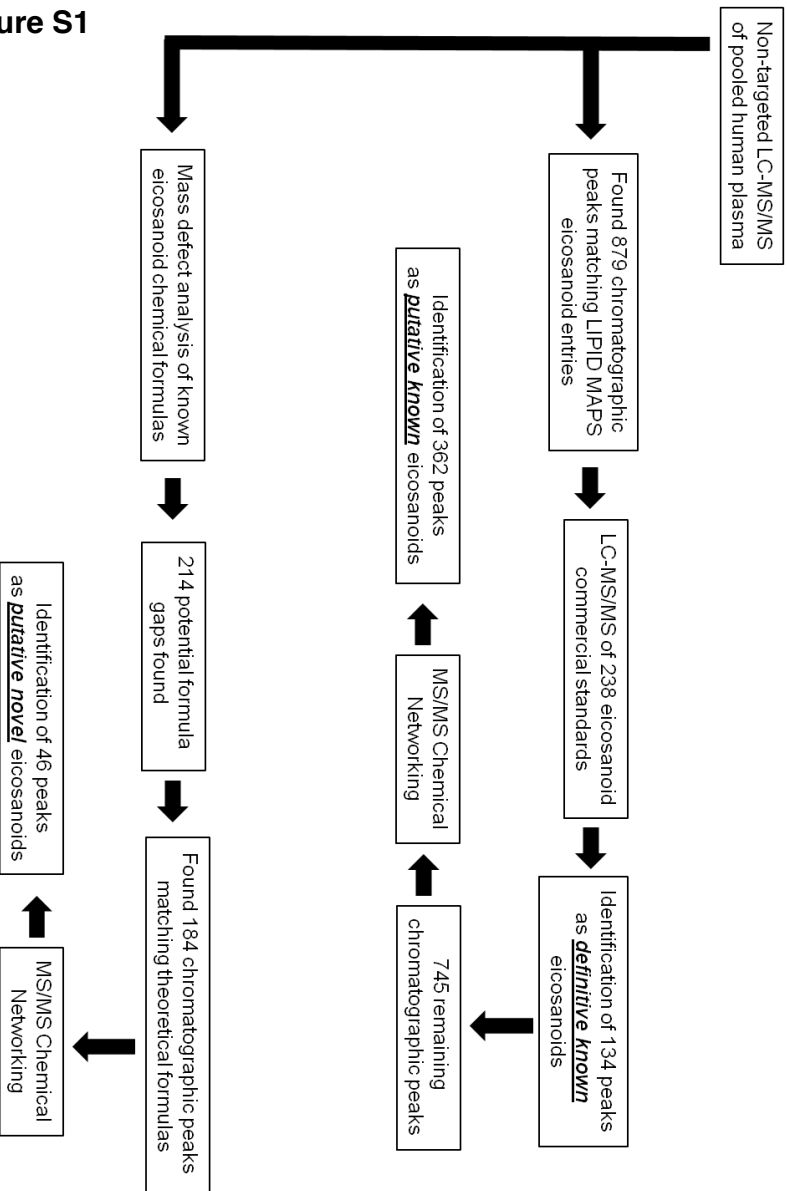 ure S1
Non-targeted LC-MS/MS
of pooled human plasma
Found 879 chromatographic
peaks matching LIPID MAPS
eicosanoid entries
LC-MS/MS of 238 eicosanoid
commercial standards
Identification of 134 peaks
as definitive known
eicosanoids
745 remaining
chromatographic peaks
MS/MS Chemical
Networking
Identification of 362 peaks
as putative known eicosanoids
Mass defect analysis of known
eicosanoid chemical formulas
214 potential formula
gaps found
Found 184 chromatographic peaks
matching theoretical formulas
MS/MS Chemical
Networking
Identification of 46 peaks
as putative novel eicosanoids